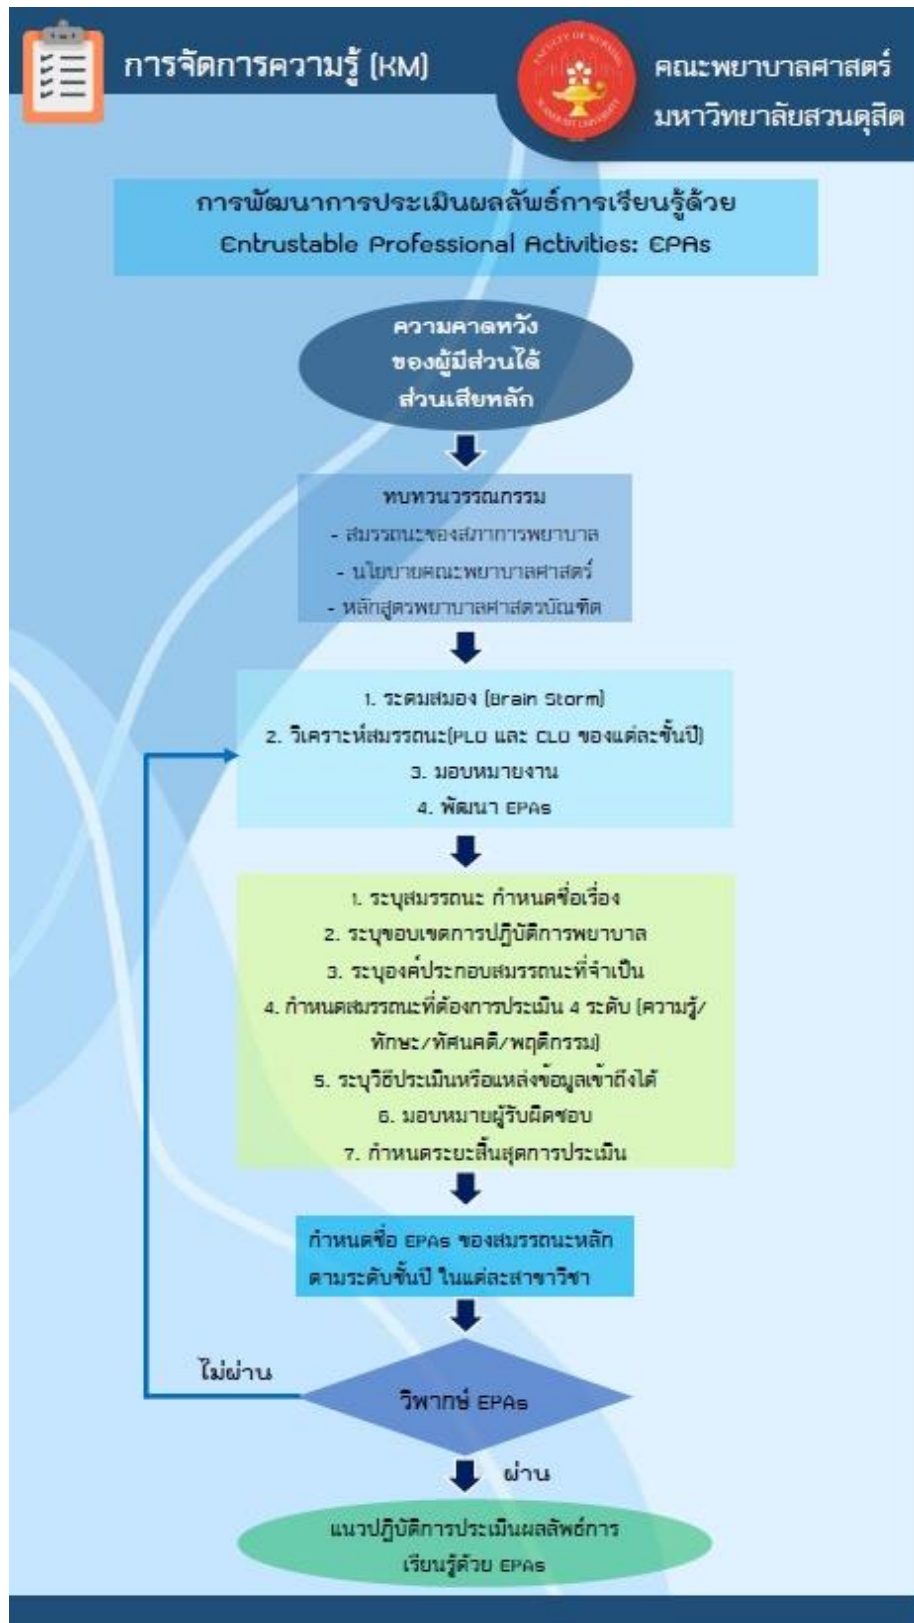 การจัดการความรู้ (KM)
คณะพยาบาลศาสตร์
มหาวิทยาลัยสวนดุสิต
FACULTY OF NURSING
SUAN DUSIT UNIVERSITY
การพัฒนาการประเมินผลลัพธ์การเรียนรู้ด้วย
Entrustable Professional Activities: EPAs
ความคาดหวัง
ของผู้มีส่วนได้
ส่วนเสียหลัก
ทบทวนวรรณกรรม
- สมรรถนะของสภาการพยาบาล
- นโยบายคณะพยาบาลศาสตร์
- หลักสูตรพยาบาลศาสตรบัณฑิต
1. ระดมสมอง (Brain Storm)
2. วิเคราะห์สมรรถนะ(PLO และ CLO ของแต่ละชั้นปี)
3. มอบหมายงาน
4. พัฒนา EPAs
1. ระบุสมรรถนะ กำหนดชื่อเรื่อง
2. ระบุขอบเขตการปฏิบัติการพยาบาล
3. ระบุองค์ประกอบสมรรถนะที่จำเป็น
4. กำหนดสมรรถนะที่ต้องการประเมิน 4 ระดับ (ความรู้/
ทักษะ/ทัศนคติ/พฤติกรรม)
5. ระบุวิธีประเมินหรือแหล่งข้อมูลเข้าถึงได้
6. มอบหมายผู้รับผิดชอบ
7. กำหนดระยะสิ้นสุดการประเมิน
กำหนดชื่อ EPAs ของสมรรถนะหลัก
ตามระดับชั้นปี ในแต่ละสาขาวิชา
ไม่ผ่าน
วิพากษ์ EPAs
ผ่าน
แนวปฏิบัติการประเมินผลลัพธ์การ
เรียนรู้ด้วย EPAs